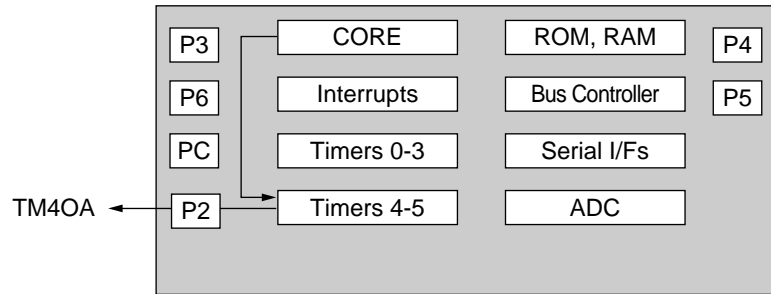 P3
CORE
ROM, RAM
P4
P6
Interrupts
Bus Controller
P5
PC
Timers 0-3
Serial I/Fs
TM4OA
P2
Timers 4-5
ADC